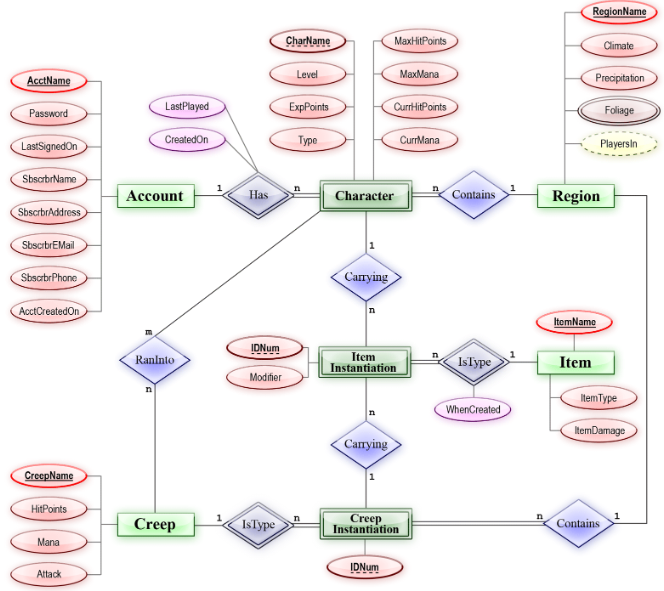 RegionName
CharName
MaxHitPoints
Climate
AcctName
Level
MaxMana
Precipitation
Password
LastPlayed
ExpPoints
CurrHitPoints
Foliage
LastSignedOn
CreatedOn
Type
CurrMana
PlayersIn
SbscrbrName
Account
1
Has
n
Character
n
Contains
1
Region
SbscrbrAddress
SbscrbrEMail
1
SbscrbrPhone
Carrying
AcctCreatedOn
n
ItemName
m
RanInto
IDNum
Modifier
Item
Instantiation
n
IsType
1
Item
n
WhenCreated
ItemType
n
ItemDamage
Carrying
CreepName
1
HitPoints
n
Creep
1
IsType
n
Creep
Instantiation
n
Contains
1
Mana
Attack
IDNum